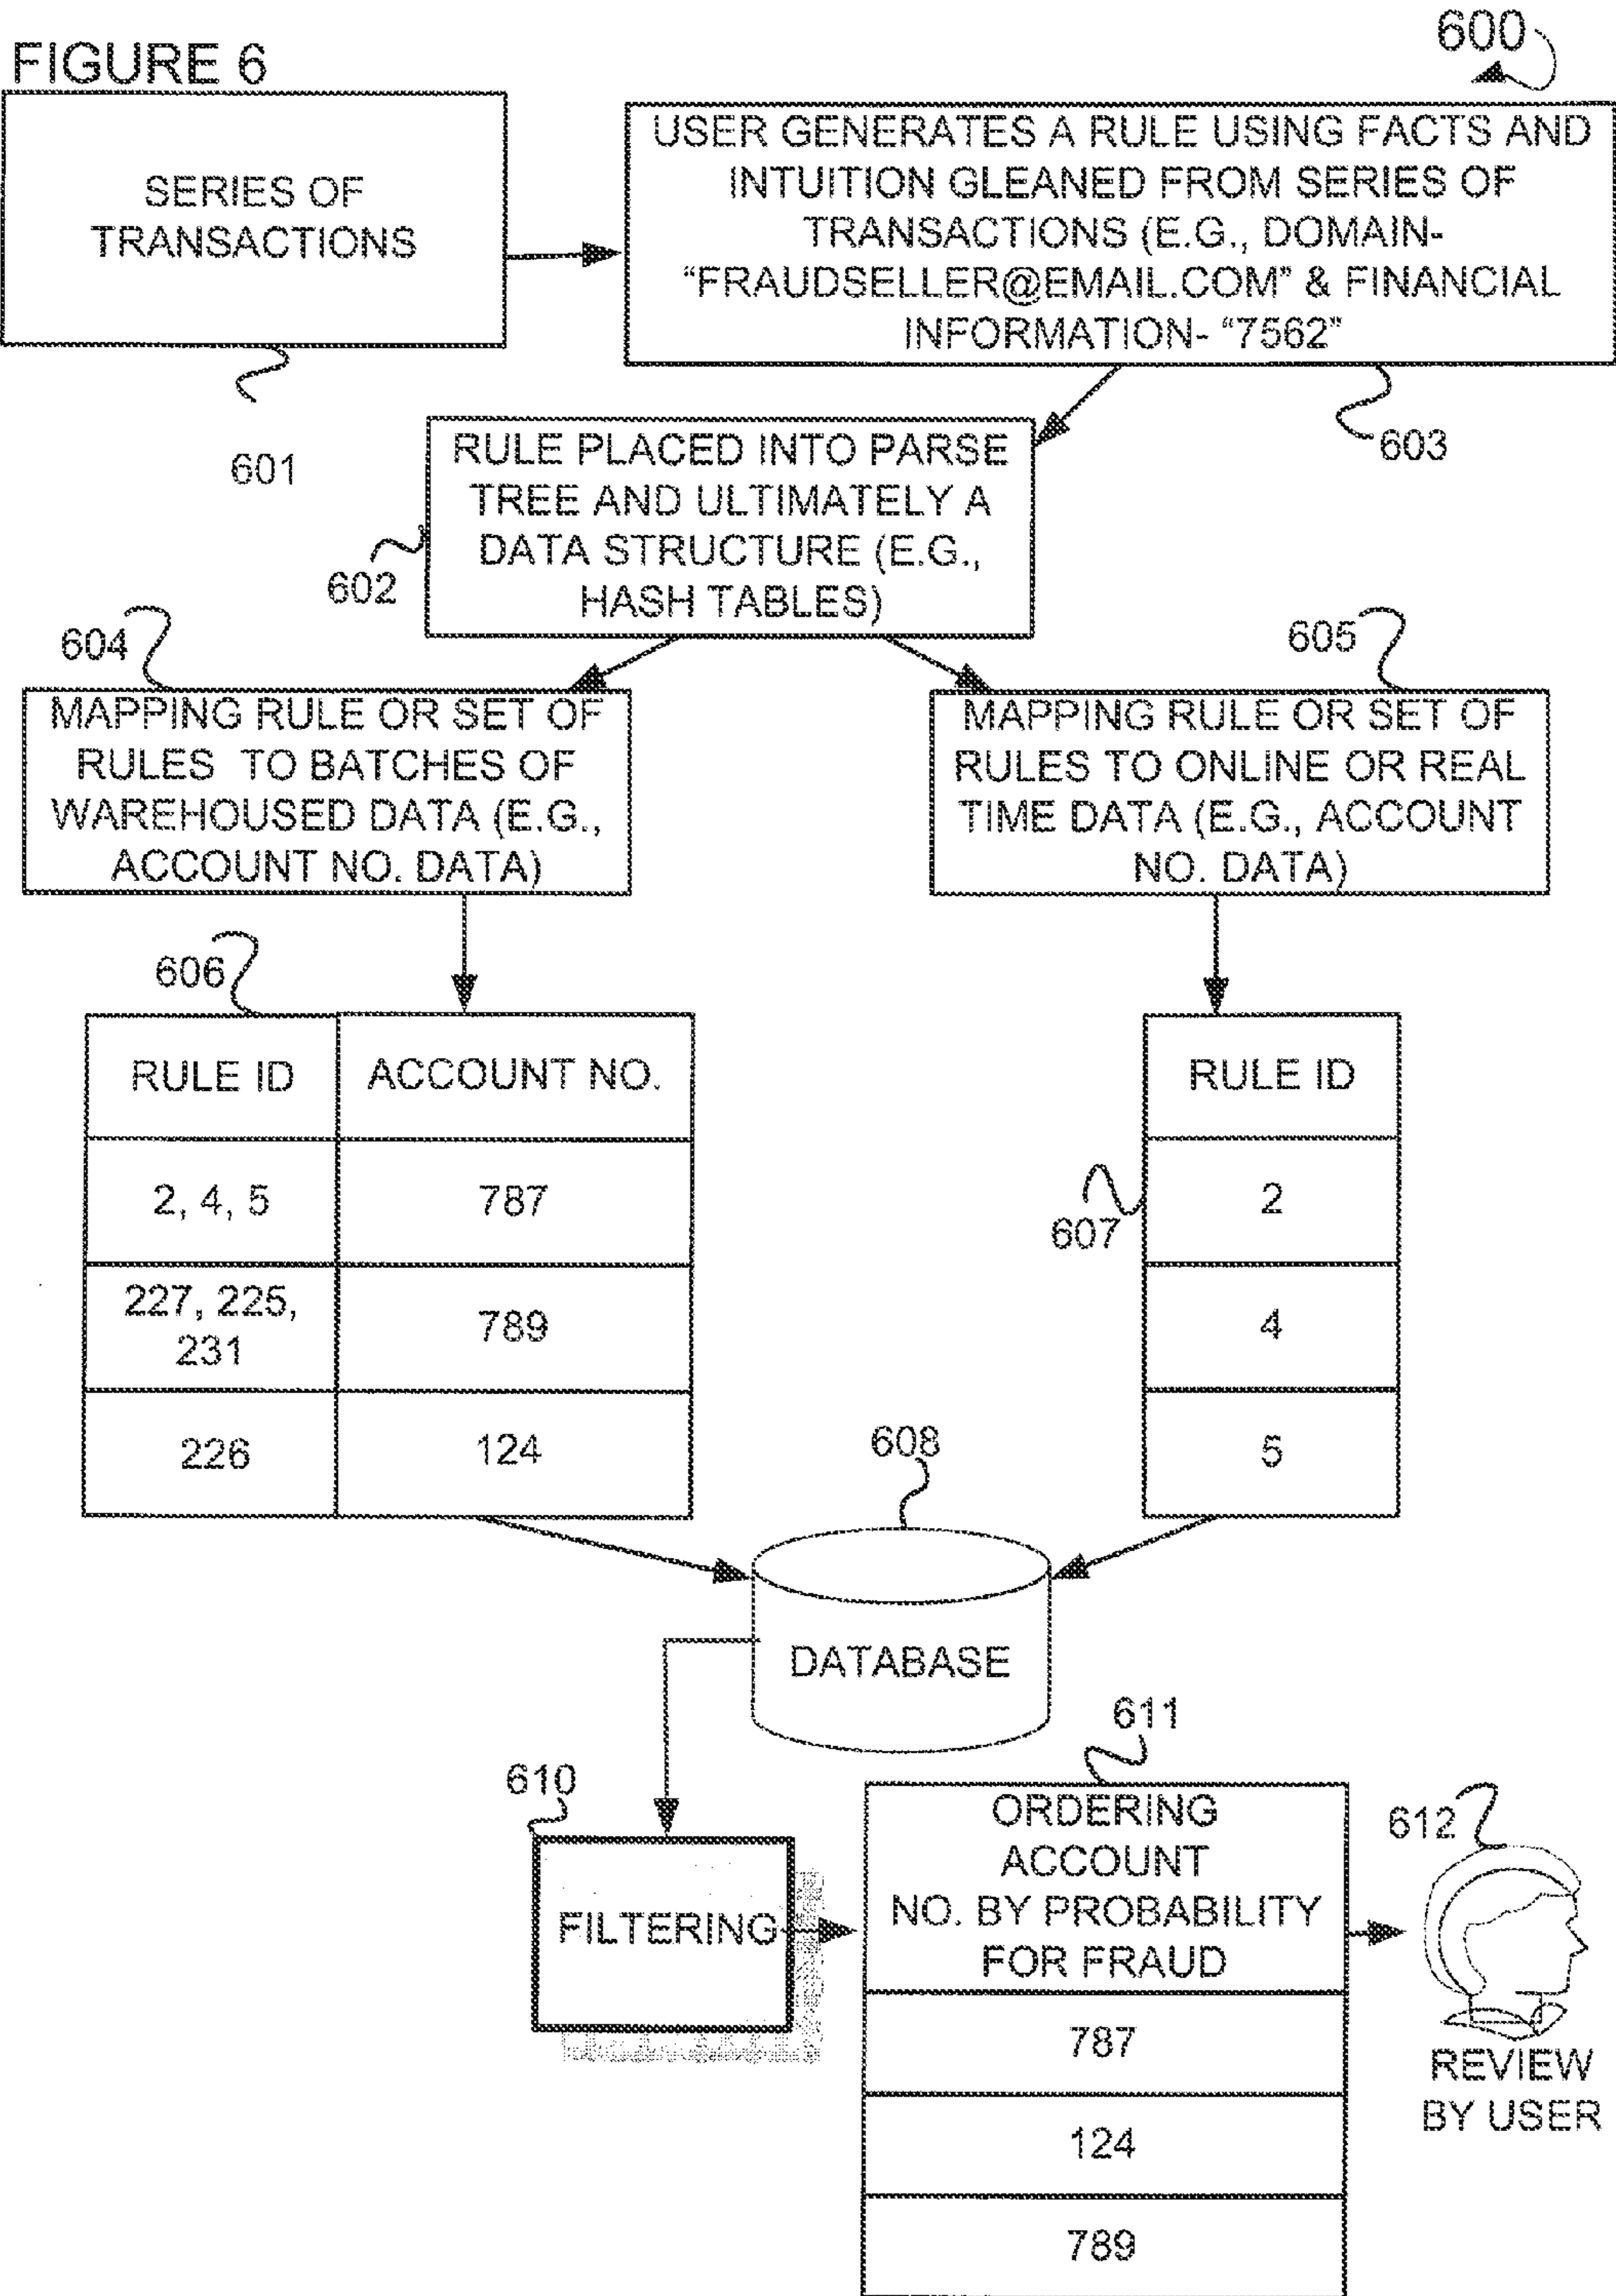 FIGURE 6
600
SERIES OF
TRANSACTIONS
601
USER GENERATES A RULE USING FACTS AND
INTUITION GLEANED FROM SERIES OF
TRANSACTIONS (E.G., DOMAIN-
“FRAUDSELLER@EMAIL.COM” & FINANCIAL
INFORMATION- “7562”
603
RULE PLACED INTO PARSE
TREE AND ULTIMATELY A
DATA STRUCTURE (E.G.,
HASH TABLES)
602
604
MAPPING RULE OR SET OF
RULES TO BATCHES OF
WAREHOUSED DATA (E.G.,
ACCOUNT NO. DATA)
605
MAPPING RULE OR SET OF
RULES TO ONLINE OR REAL
TIME DATA (E.G., ACCOUNT
NO. DATA)
606
RULE ID
ACCOUNT NO.
2, 4, 5
787
227, 225,
231
789
226
124
607
RULE ID
2
4
5
608
DATABASE
610
FILTERING
611
ORDERING
ACCOUNT
NO. BY PROBABILITY
FOR FRAUD
787
124
789
612
REVIEW
BY USER